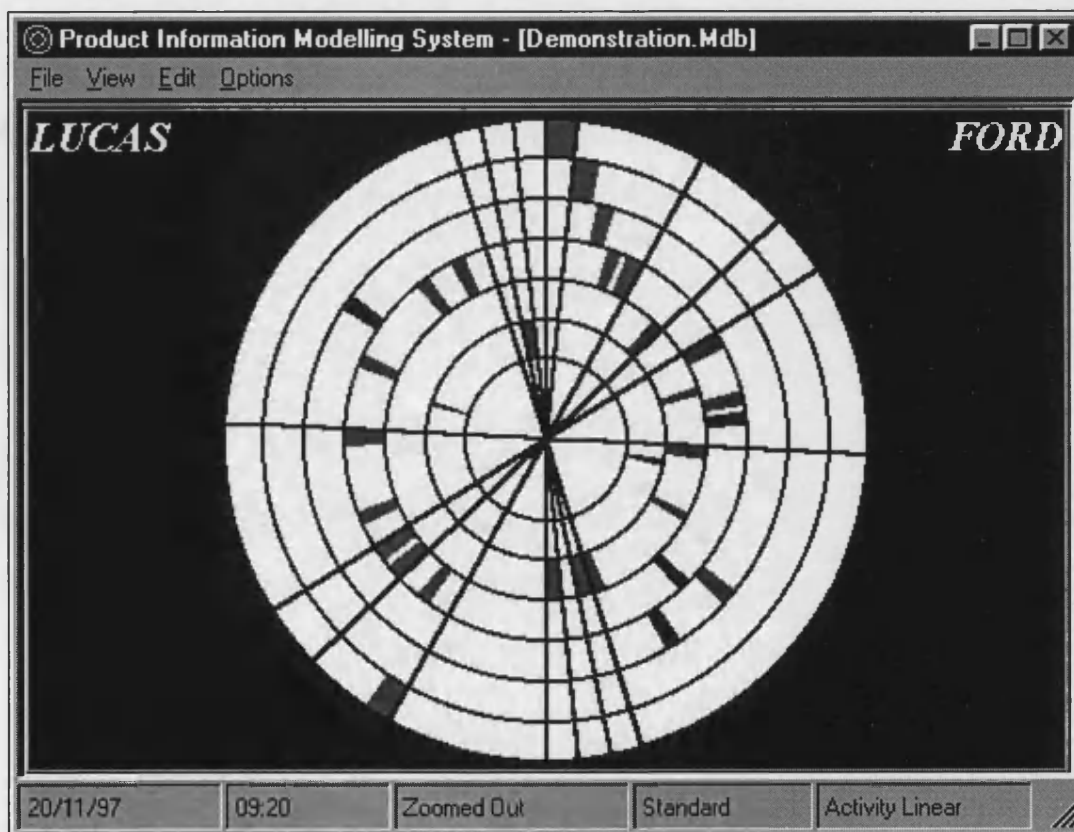 Product Information Modelling System - [Demonstration.Mdb]
File View Edit Options
LUCAS FORD
20/11/97 09:20 Zoomed Out Standard Activity Linear